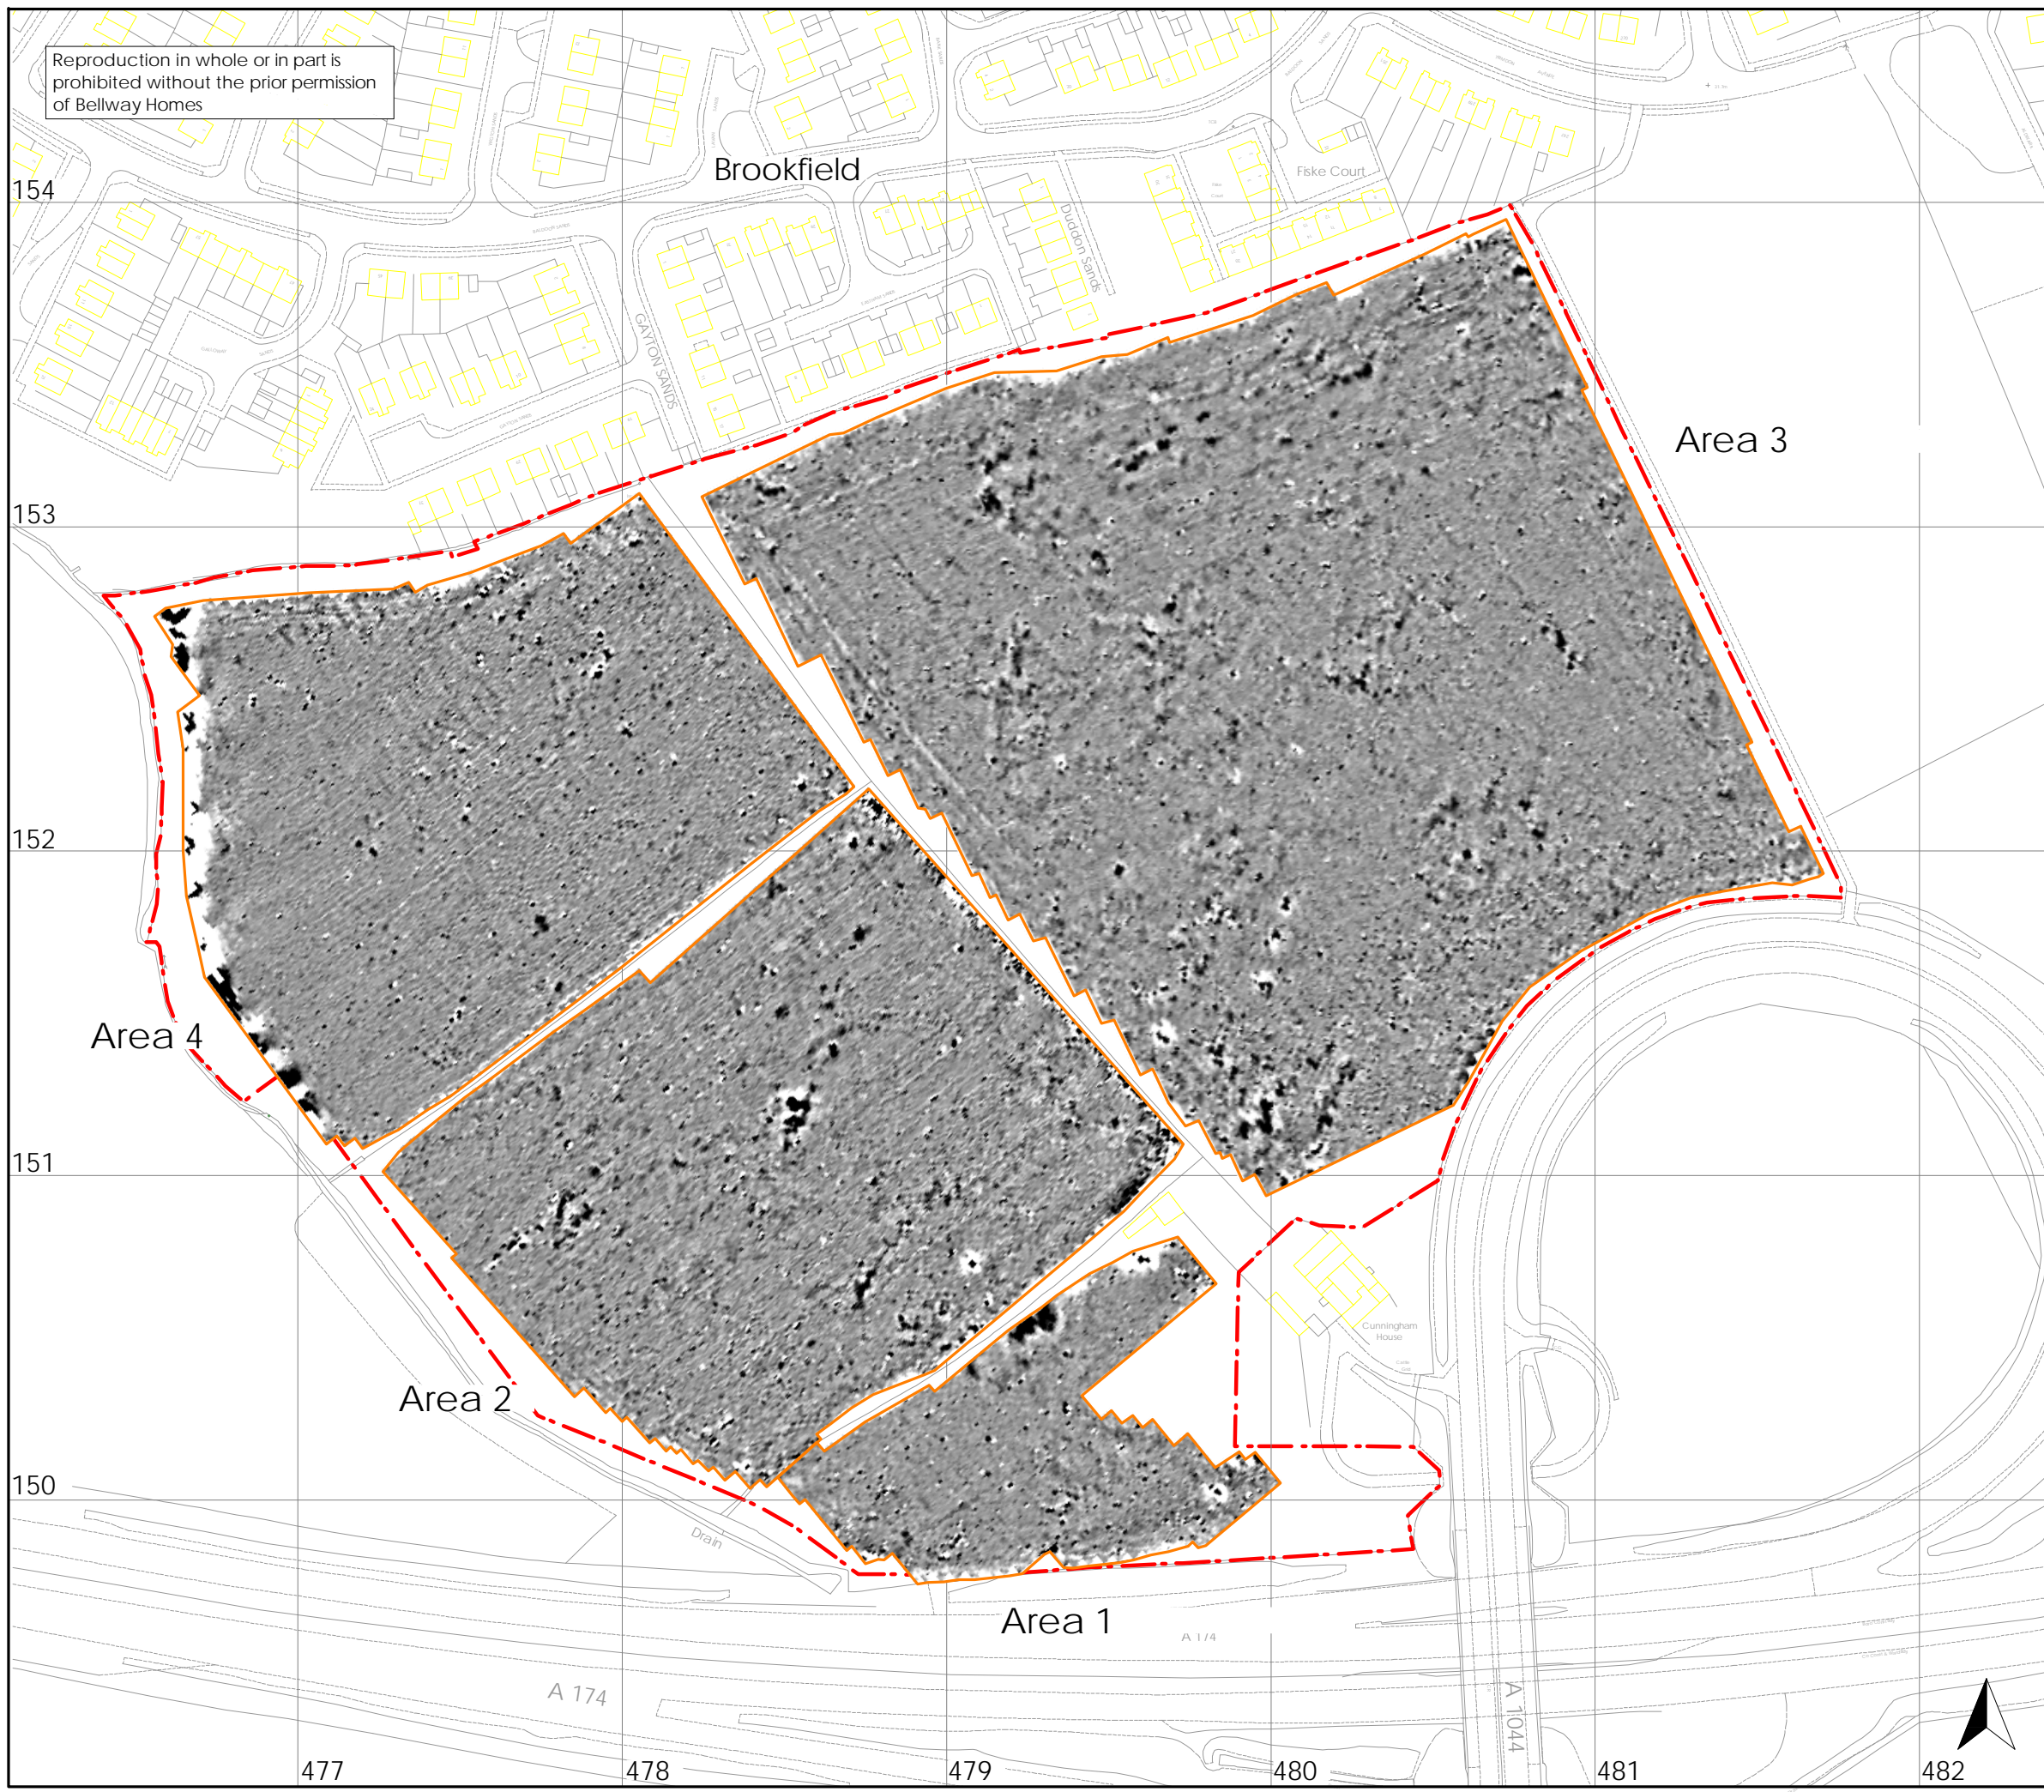 Reproduction in whole or in part is
prohibited without the prior permission
of Bellway Homes
Brookfield
Fiske Court
154
Duddon Sands
GAYTON SANDS
Area 3
153
152
Area 4
151
Cunningham
House
Area 2
150
Drain
Area 1
A 174
A 174
A 1044
477
478
479
480
481
482